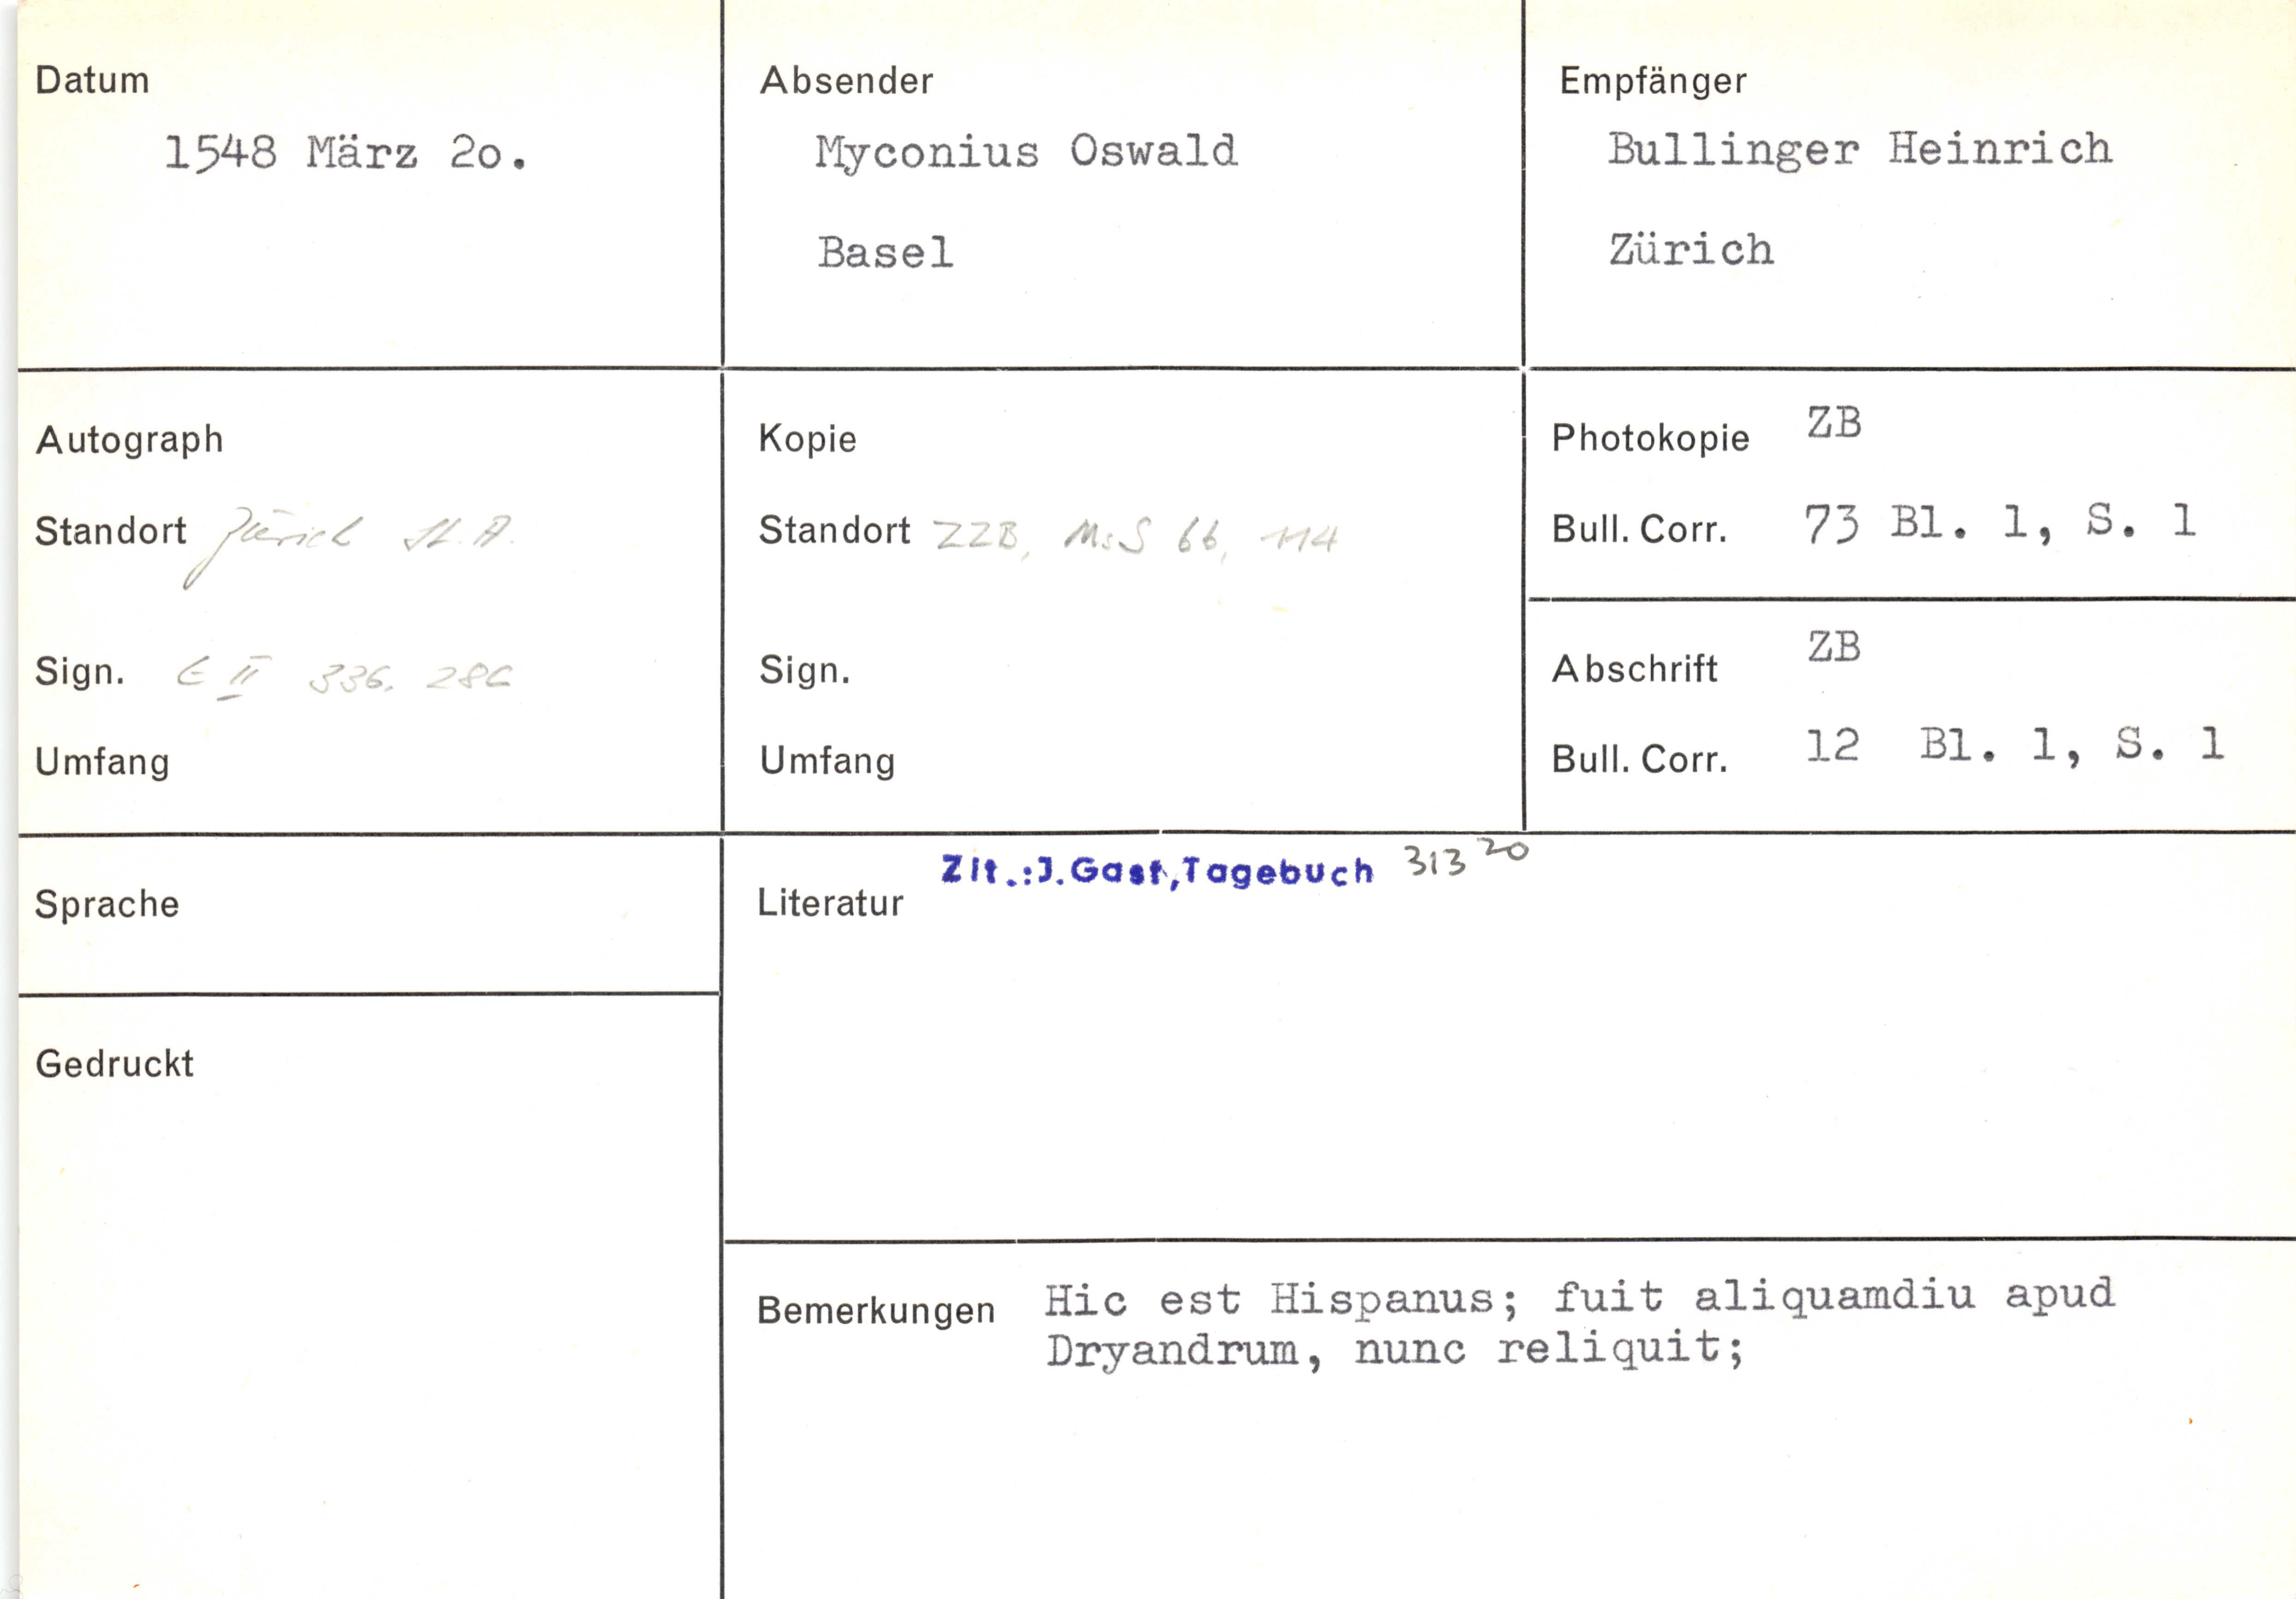 Datum
1548 März 2o.
Absender
Myconius Oswald
Basel
Empfänger
Bullinger Heinrich
Zürich
Autograph
Standort Zürich St. A.
Sign. E II 336, 286
Umfang
Kopie
Standort ZZB, Ms S 66, 114
Sign.
Umfang
Photokopie ZB
Bull. Corr. 73 Bl. 1, S. 1
Abschrift ZB
Bull. Corr. 12 Bl. 1, S. 1
Sprache
Gedruckt
Zit.:J.Gast,Tagebuch 313 20
Literatur
Bemerkungen Hic est Hispanus; fuit aliquamdiu apud
Dryandrum, nunc reliquit;